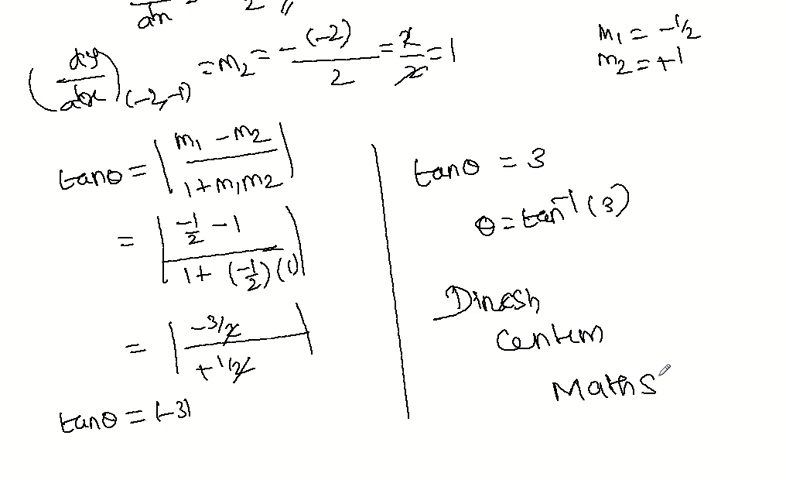 (dy/dx)(-2,-1) = m2 = -(-2)/2 = 2/2 = 1
m1 = -1/2
m2 = +1
tanθ = |(m1 - m2)/(1 + m1m2)|
= |(-1/2 - 1)/(1 + (-1/2)(1))|
= |(-3/2)/(+1/2)|
tanθ = |-3|
tanθ = 3
θ = tan⁻¹(3)
Dinesh
Centum
Maths